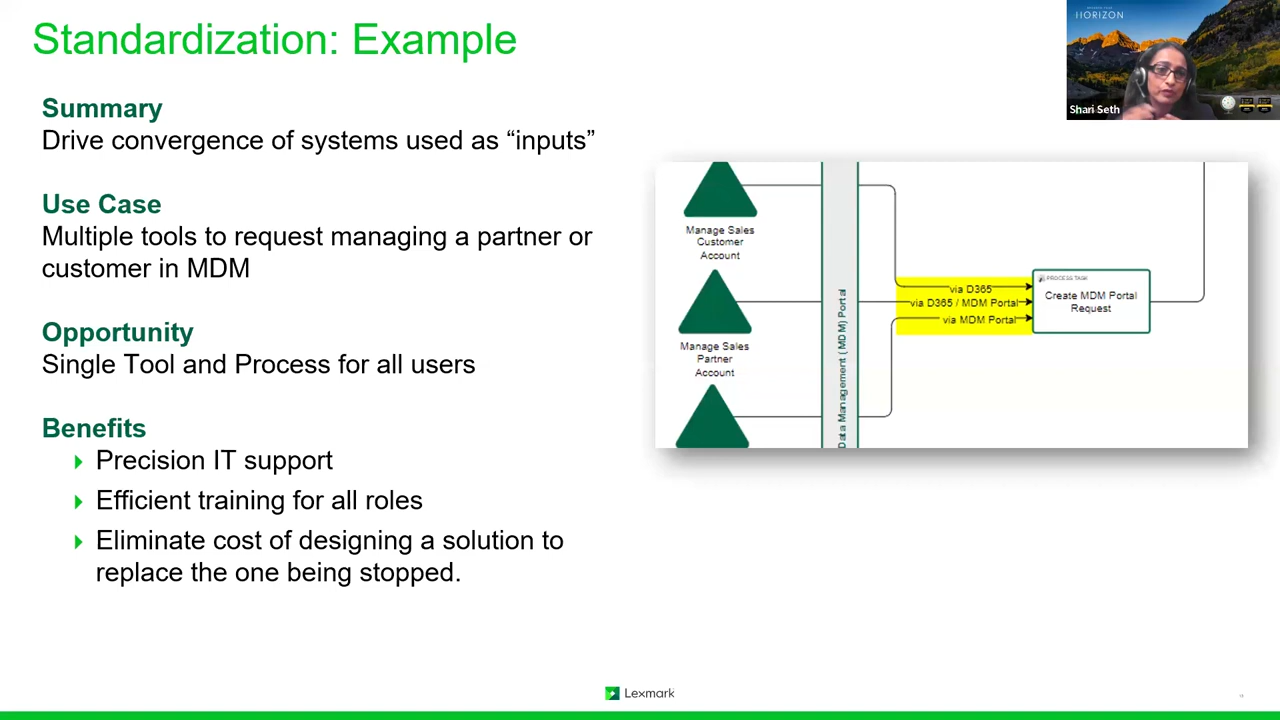 Standardization: Example
HORIZON
Shari Seth
Summary
Drive convergence of systems used as “inputs”
Use Case
Multiple tools to request managing a partner or
customer in MDM
Opportunity
Single Tool and Process for all users
Benefits
Precision IT support
Efficient training for all roles
Eliminate cost of designing a solution to
replace the one being stopped.
Manage Sales
Customer
Account
Manage Sales
Partner
Account
Data Management ( MDM) Portal
via D365
via D365 / MDM Portal
via MDM Portal
PROCESS TASK
Create MDM Portal
Request
Lexmark